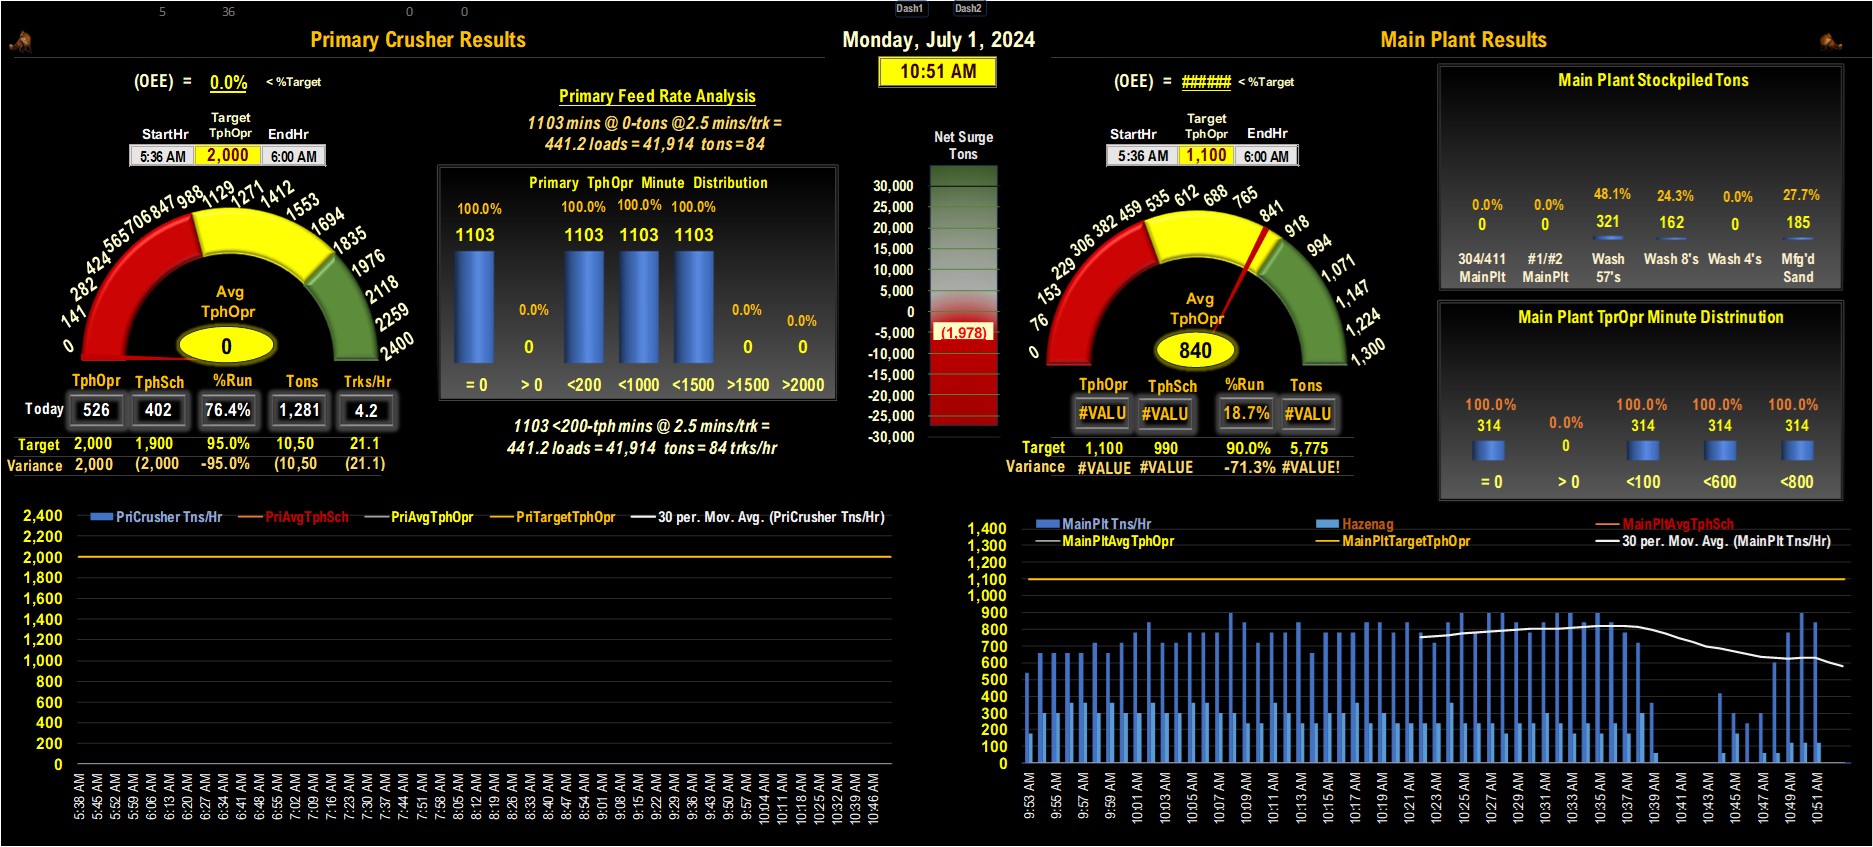 5 36 0 0 Dash1 Dash2
Primary Crusher Results
Monday, July 1, 2024
10:51 AM
Main Plant Results
(OEE) = 0.0% < %Target
StartHr Target TphOpr EndHr
5:36 AM 2,000 6:00 AM
0 141 282 424 565 706 847 988 1129 1271 1412 1553 1694 1835 1976 2118 2259 2400
Avg
TphOpr
0
TphOpr TphSch %Run Tons Trks/Hr
Today 526 402 76.4% 1,281 4.2
Target 2,000 1,900 95.0% 10,50 21.1
Variance 2,000 (2,000 -95.0% (10,50 (21.1)
Primary Feed Rate Analysis
1103 mins @ 0-tons @2.5 mins/trk =
441.2 loads = 41,914 tons = 84
Primary TphOpr Minute Distribution
100.0% 0.0% 100.0% 100.0% 100.0% 0.0% 0.0%
1103 0 1103 1103 1103 0 0
= 0 > 0 <200 <1000 <1500 >1500 >2000
1103 <200-tph mins @ 2.5 mins/trk =
441.2 loads = 41,914 tons = 84 trks/hr
Net Surge
Tons
30,000
25,000
20,000
15,000
10,000
5,000
0
-5,000
-10,000
-15,000
-20,000
-25,000
-30,000
(1,978)
(OEE) = ###### < %Target
StartHr Target TphOpr EndHr
5:36 AM 1,100 6:00 AM
0 76 153 229 306 382 459 535 612 688 765 841 918 994 1,071 1,147 1,224 1,300
Avg
TphOpr
840
TphOpr TphSch %Run Tons
#VALU #VALU 18.7% #VALU
Target 1,100 990 90.0% 5,775
Variance #VALUE #VALUE -71.3% #VALUE!
Main Plant Stockpiled Tons
0.0% 0.0% 48.1% 24.3% 0.0% 27.7%
0 0 321 162 0 185
304/411 #1/#2 Wash Wash 8's Wash 4's Mfg'd
MainPlt MainPlt 57's Sand
Main Plant TprOpr Minute Distrinution
100.0% 0.0% 100.0% 100.0% 100.0%
314 0 314 314 314
= 0 > 0 <100 <600 <800
PriCrusher Tns/Hr PriAvgTphSch PriAvgTphOpr PriTargetTphOpr 30 per. Mov. Avg. (PriCrusher Tns/Hr)
2,400
2,200
2,000
1,800
1,600
1,400
1,200
1,000
800
600
400
200
0
5:38 AM 5:45 AM 5:52 AM 5:59 AM 6:06 AM 6:13 AM 6:20 AM 6:27 AM 6:34 AM 6:41 AM 6:48 AM 6:55 AM 7:02 AM 7:09 AM 7:16 AM 7:23 AM 7:30 AM 7:37 AM 7:44 AM 7:51 AM 7:58 AM 8:05 AM 8:12 AM 8:19 AM 8:26 AM 8:33 AM 8:40 AM 8:47 AM 8:54 AM 9:01 AM 9:08 AM 9:15 AM 9:22 AM 9:29 AM 9:36 AM 9:43 AM 9:50 AM 9:57 AM 10:04 AM 10:11 AM 10:18 AM 10:25 AM 10:32 AM 10:39 AM 10:46 AM
MainPlt Tns/Hr Hazenag MainPltAvgTphSch
MainPltAvgTphOpr MainPltTargetTphOpr 30 per. Mov. Avg. (MainPlt Tns/Hr)
1,400
1,300
1,200
1,100
1,000
900
800
700
600
500
400
300
200
100
0
9:53 AM 9:55 AM 9:57 AM 9:59 AM 10:01 AM 10:03 AM 10:05 AM 10:07 AM 10:09 AM 10:11 AM 10:13 AM 10:15 AM 10:17 AM 10:19 AM 10:21 AM 10:23 AM 10:25 AM 10:27 AM 10:29 AM 10:31 AM 10:33 AM 10:35 AM 10:37 AM 10:39 AM 10:41 AM 10:43 AM 10:45 AM 10:47 AM 10:49 AM 10:51 AM